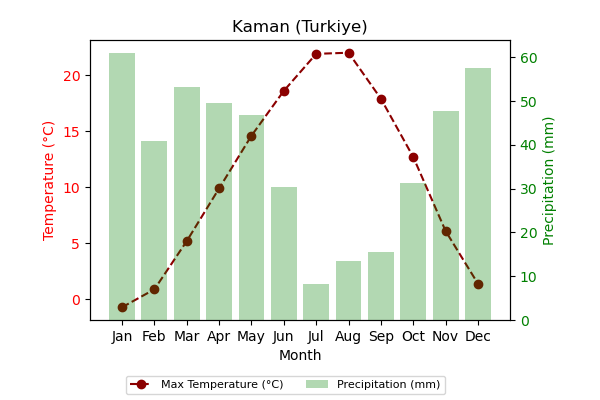 Kaman (Turkiye)
Temperature (°C)
20
15
10
5
0
60
50
40
30
20
10
0
Precipitation (mm)
Jan Feb Mar Apr May Jun Jul Aug Sep Oct Nov Dec
Month
Max Temperature (°C) Precipitation (mm)